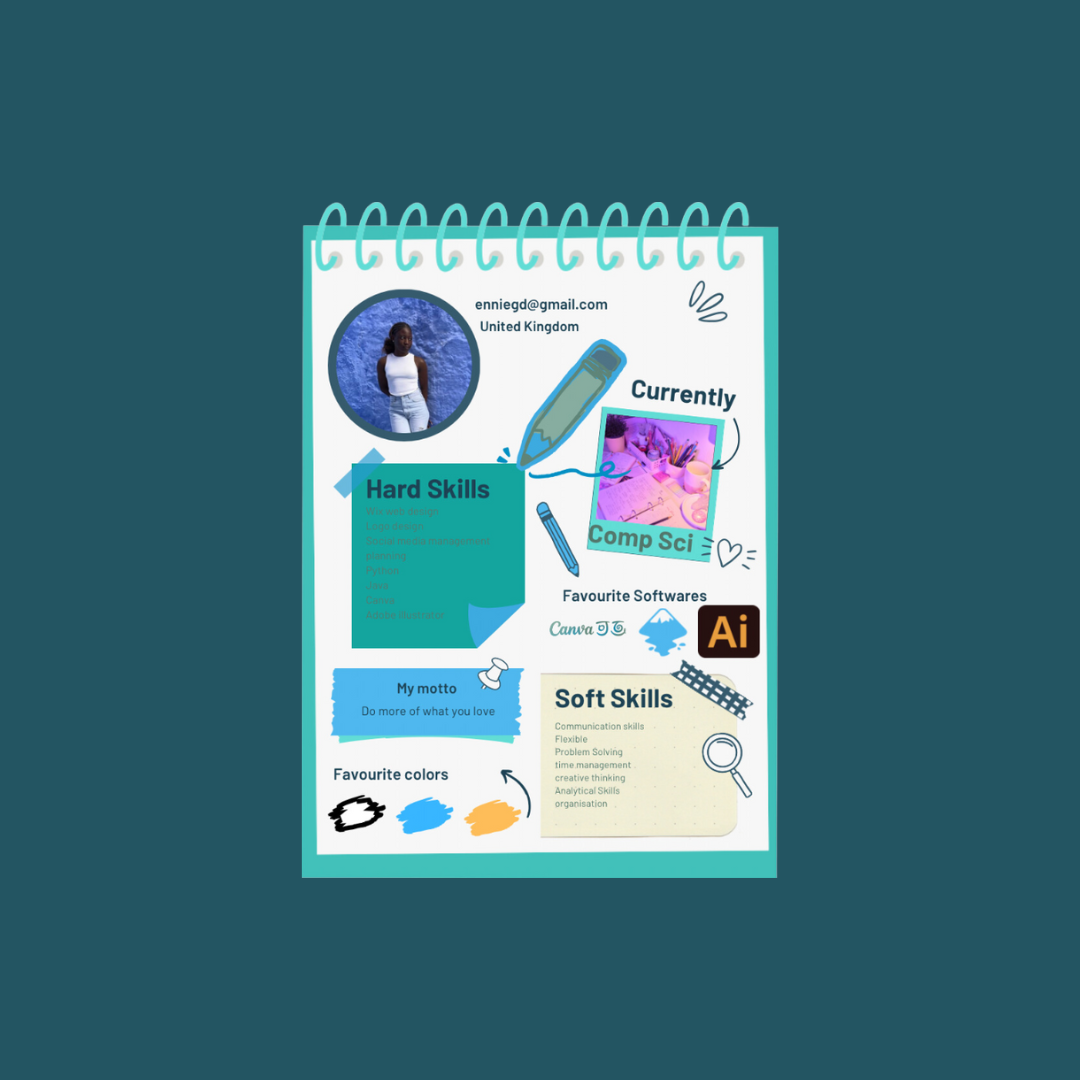 enniegd@gmail.com
United Kingdom
Currently
Comp Sci
Hard Skills
Wix web design
Logo design
Social media management
planning
Python
Java
Canva
Adobe illustrator
Favourite Softwares
Canva
Ai
My motto
Do more of what you love
Soft Skills
Communication skills
Flexible
Problem Solving
time management
creative thinking
Analytical Skills
organisation
Favourite colors